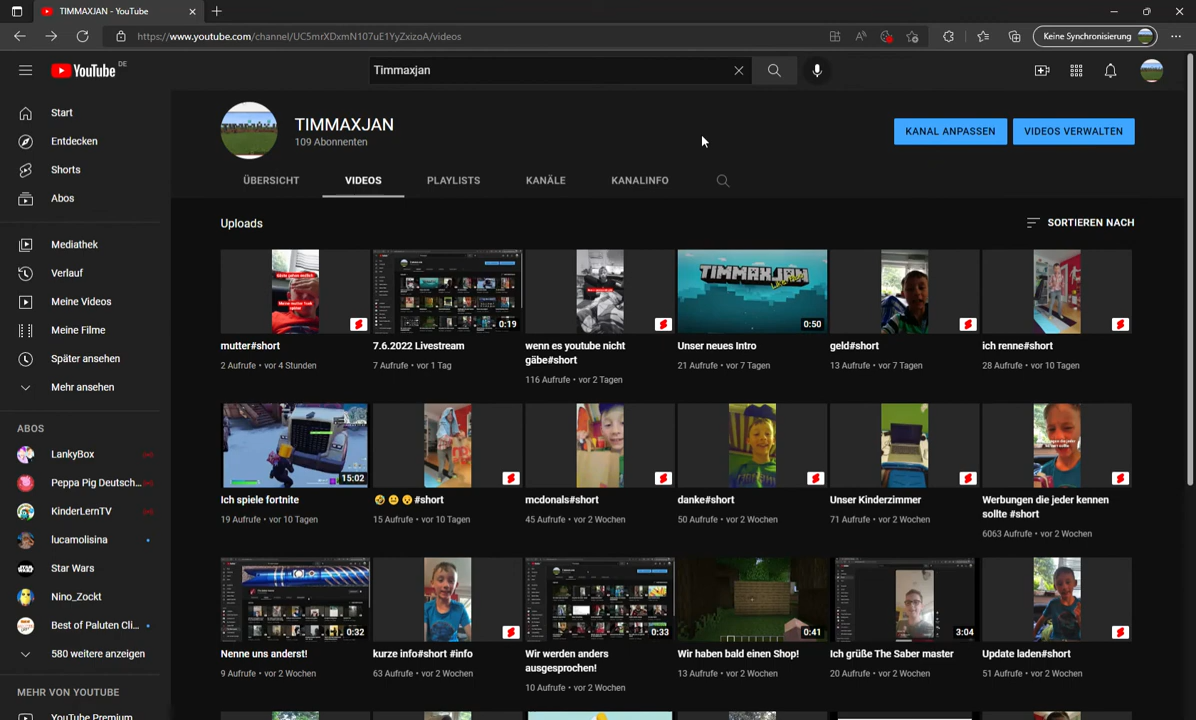 TIMMAXJAN - YouTube
https://www.youtube.com/channel/UC5mrXDxmN107uE1YyZxizoA/videos
Keine Synchronisierung
YouTube DE
Timmaxjan
Start
Entdecken
Shorts
Abos
Mediathek
Verlauf
Meine Videos
Meine Filme
Später ansehen
Mehr ansehen
ABOS
LankyBox
Peppa Pig Deutsch...
KinderLernTV
lucamolisina
Star Wars
Nino_Zockt
Best of Paluten Cli...
580 weitere anzeigen
MEHR VON YOUTUBE
YouTube Premium
TIMMAXJAN
109 Abonnenten
KANAL ANPASSEN
VIDEOS VERWALTEN
ÜBERSICHT
VIDEOS
PLAYLISTS
KANÄLE
KANALINFO
Uploads
SORTIEREN NACH
mutter#short
2 Aufrufe • vor 4 Stunden
0:19
7.6.2022 Livestream
7 Aufrufe • vor 1 Tag
wenn es youtube nicht
gäbe#short
116 Aufrufe • vor 2 Tagen
TIMMAXJAN
0:50
Unser neues Intro
21 Aufrufe • vor 7 Tagen
geld#short
13 Aufrufe • vor 7 Tagen
ich renne#short
28 Aufrufe • vor 10 Tagen
15:02
Ich spiele fortnite
19 Aufrufe • vor 10 Tagen
🤣😀😮 #short
15 Aufrufe • vor 10 Tagen
mcdonals#short
45 Aufrufe • vor 2 Wochen
danke#short
50 Aufrufe • vor 2 Wochen
Unser Kinderzimmer
71 Aufrufe • vor 2 Wochen
Werbungen die jeder kennen
sollte #short
6063 Aufrufe • vor 2 Wochen
0:32
Nenne uns anderst!
9 Aufrufe • vor 2 Wochen
kurze info#short #info
63 Aufrufe • vor 2 Wochen
0:33
Wir werden anders
ausgesprochen!
10 Aufrufe • vor 2 Wochen
0:41
Wir haben bald einen Shop!
13 Aufrufe • vor 2 Wochen
3:04
Ich grüße The Saber master
20 Aufrufe • vor 2 Wochen
Update laden#short
51 Aufrufe • vor 2 Wochen